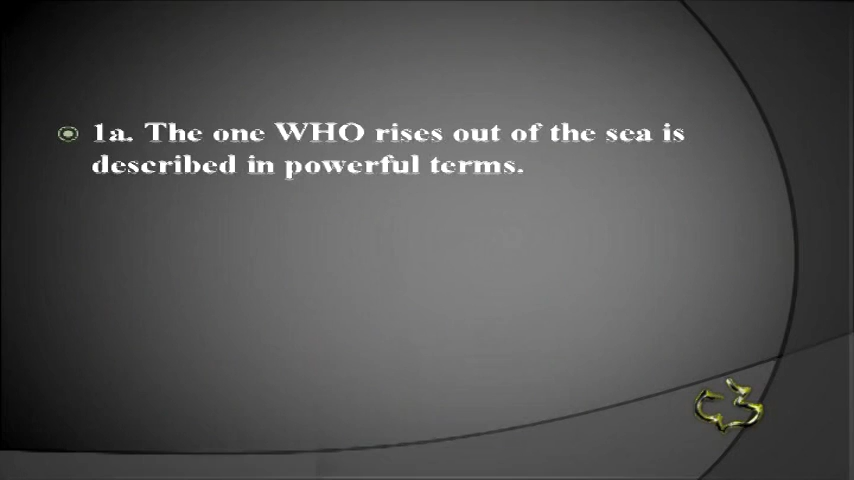 1a. The one WHO rises out of the sea is
described in powerful terms.